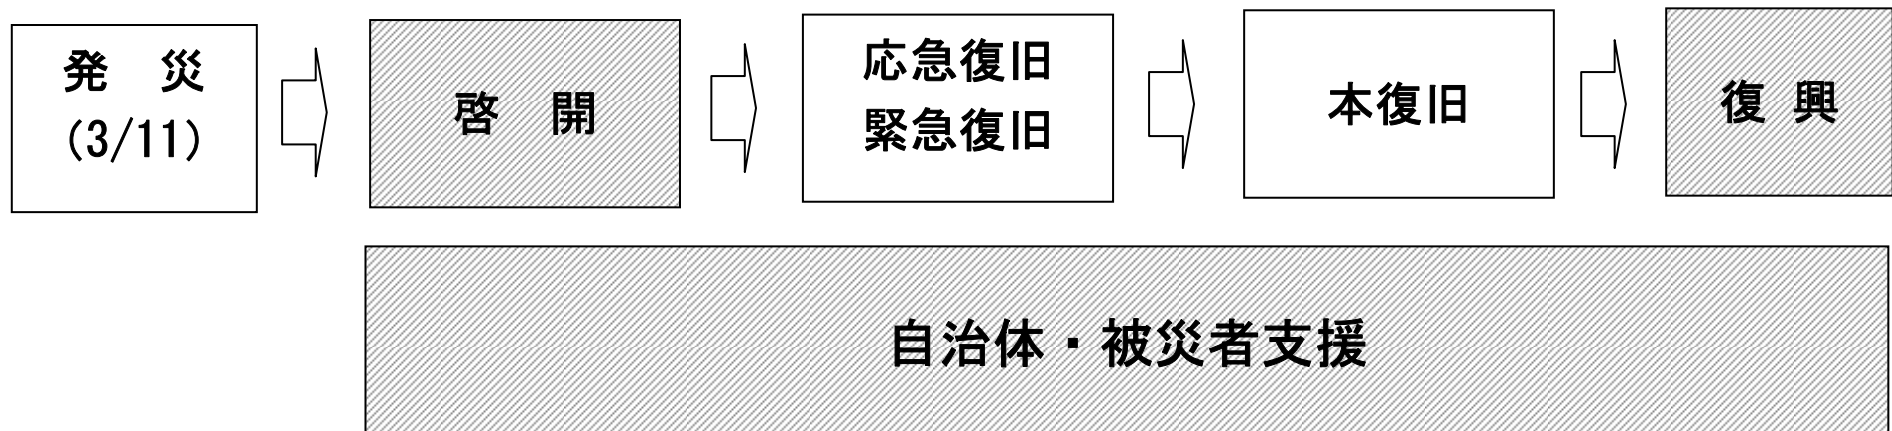 発　災
(3/11)
啓　開
応急復旧
緊急復旧
本復旧
復 興
自治体・被災者支援